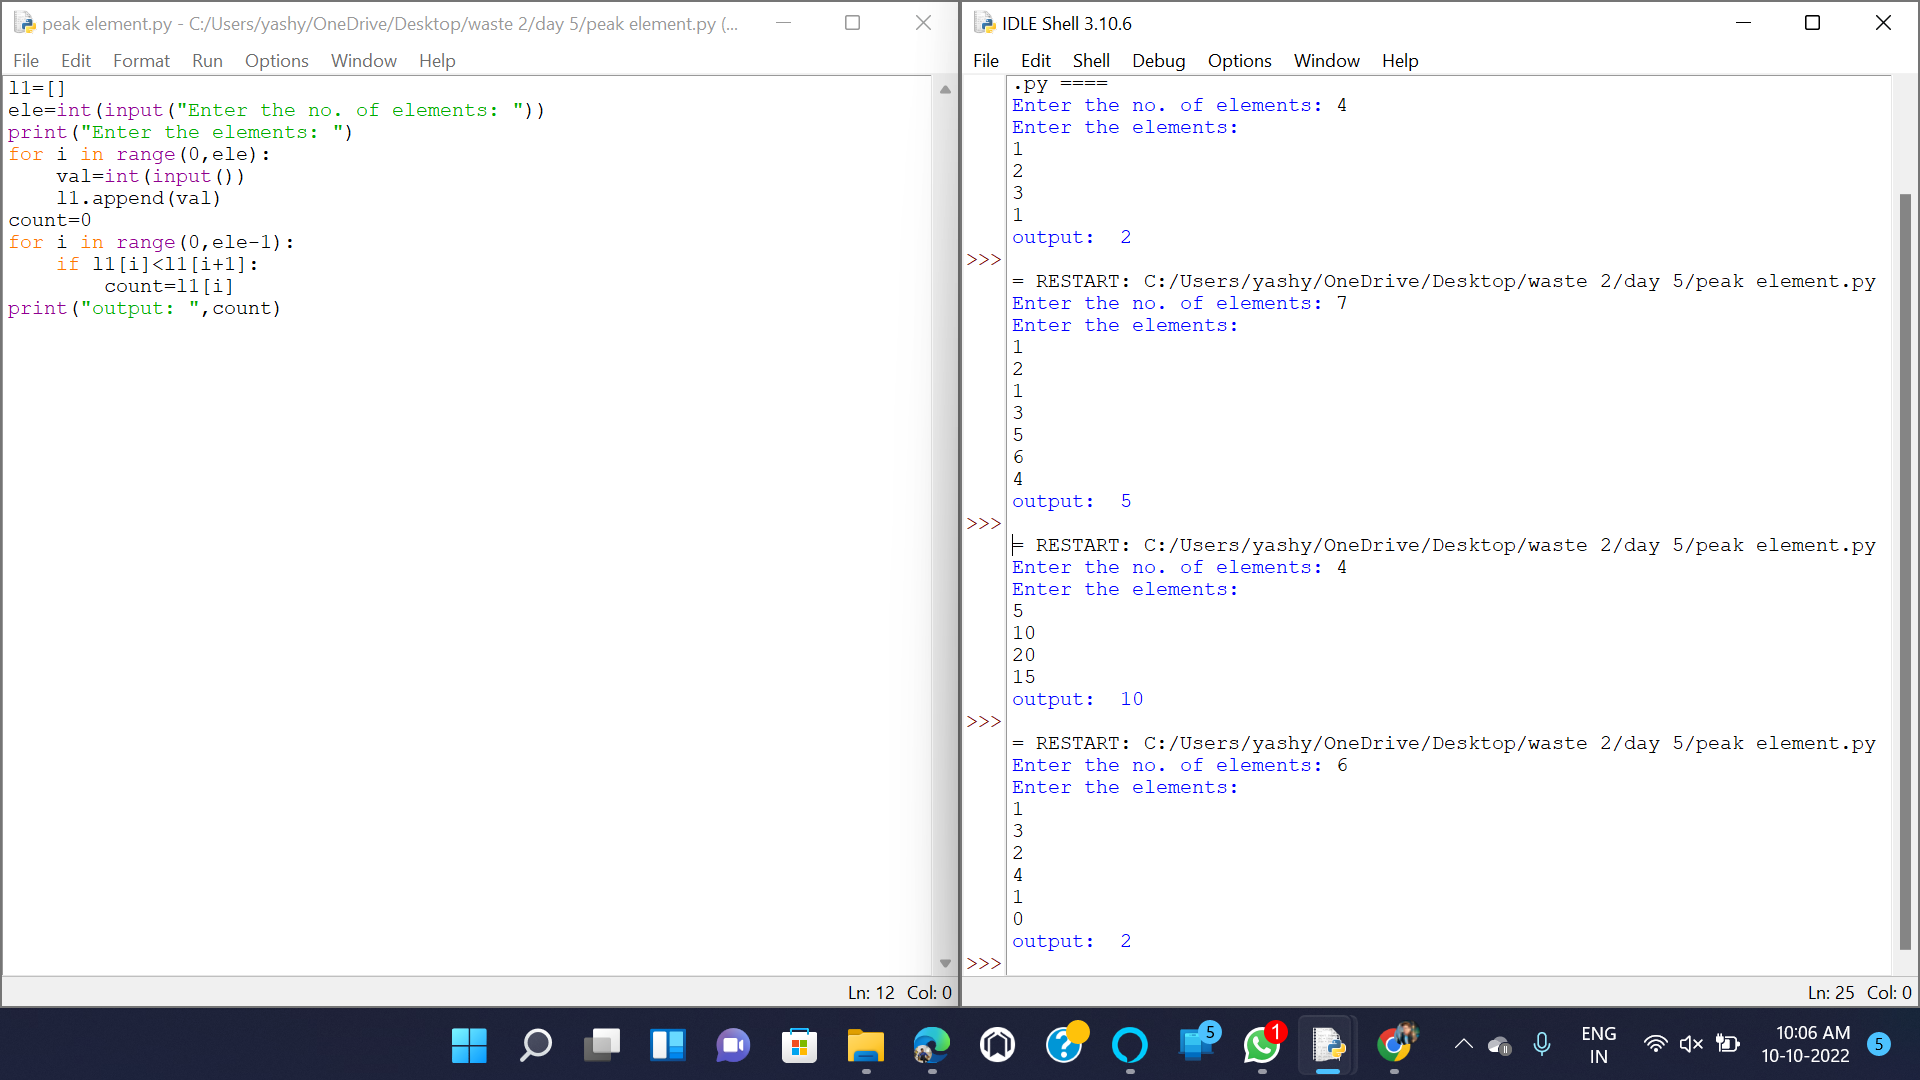 peak element.py - C:/Users/yashy/OneDrive/Desktop/waste 2/day 5/peak element.py (...
File Edit Format Run Options Window Help
l1=[]
ele=int(input("Enter the no. of elements: "))
print("Enter the elements: ")
for i in range(0,ele):
    val=int(input())
    l1.append(val)
count=0
for i in range(0,ele-1):
    if l1[i]<l1[i+1]:
        count=l1[i]
print("output: ",count)
Ln: 12 Col: 0
IDLE Shell 3.10.6
File Edit Shell Debug Options Window Help
.py ====
Enter the no. of elements: 4
Enter the elements:
1
2
3
1
output:  2
>>>
= RESTART: C:/Users/yashy/OneDrive/Desktop/waste 2/day 5/peak element.py
Enter the no. of elements: 7
Enter the elements:
1
2
1
3
5
6
4
output:  5
>>>
= RESTART: C:/Users/yashy/OneDrive/Desktop/waste 2/day 5/peak element.py
Enter the no. of elements: 4
Enter the elements:
5
10
20
15
output:  10
>>>
= RESTART: C:/Users/yashy/OneDrive/Desktop/waste 2/day 5/peak element.py
Enter the no. of elements: 6
Enter the elements:
1
3
2
4
1
0
output:  2
>>>
Ln: 25 Col: 0
5
1
ENG
IN
10:06 AM
10-10-2022
5